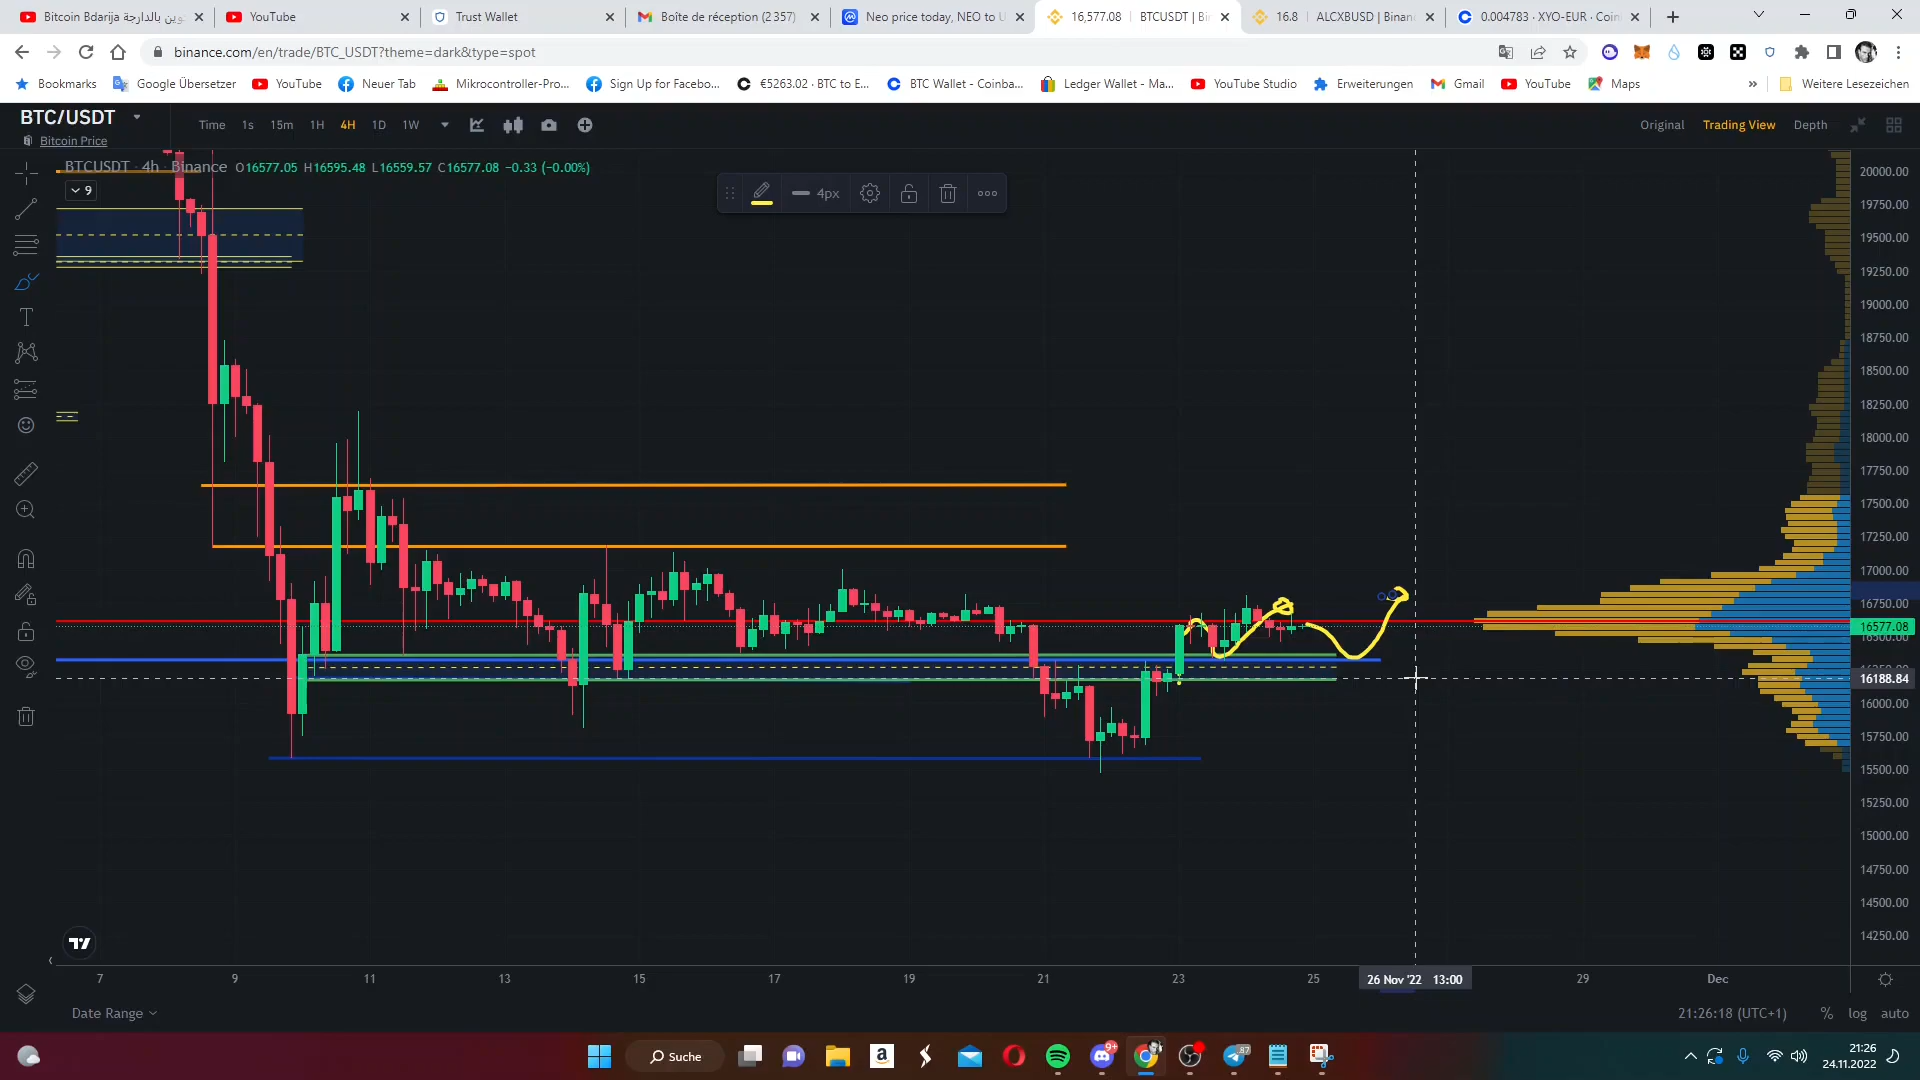 Bitcoin Bdarija بيتكوين بالدارجة
YouTube
Trust Wallet
Boîte de réception (2 357)
Neo price today, NEO to U
16,577.08 | BTCUSDT | Bin
16.8 ALCXBUSD | Binan
0.004783 · XYO-EUR · Coin
binance.com/en/trade/BTC_USDT?theme=dark&type=spot
Bookmarks
Google Übersetzer
YouTube
Neuer Tab
Mikrocontroller-Pro...
Sign Up for Facebo...
€5263.02 · BTC to E...
BTC Wallet - Coinba...
Ledger Wallet - Ma...
YouTube Studio
Erweiterungen
Gmail
YouTube
Maps
»
Weitere Lesezeichen
BTC/USDT
Bitcoin Price
Time 1s 15m 1H 4H 1D 1W
Original Trading View Depth
BTCUSDT · 4h · Binance O16577.05 H16595.48 L16559.57 C16577.08 −0.33 (−0.00%)
9
4px
20000.00
19750.00
19500.00
19250.00
19000.00
18750.00
18500.00
18250.00
18000.00
17750.00
17500.00
17250.00
17000.00
16750.00
16577.08
16188.84
16000.00
15750.00
15500.00
15250.00
15000.00
14750.00
14500.00
14250.00
7 9 11 13 15 17 19 21 23 25 26 Nov '22 13:00 29 Dec
Date Range
21:26:18 (UTC+1) % log auto
Suche
9+
87
21:26
24.11.2022